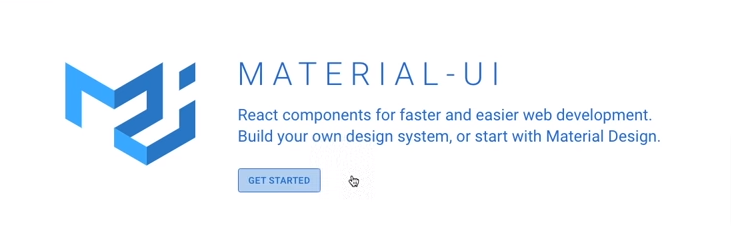 MATERIAL-UI
React components for faster and easier web development.
Build your own design system, or start with Material Design.
GET STARTED